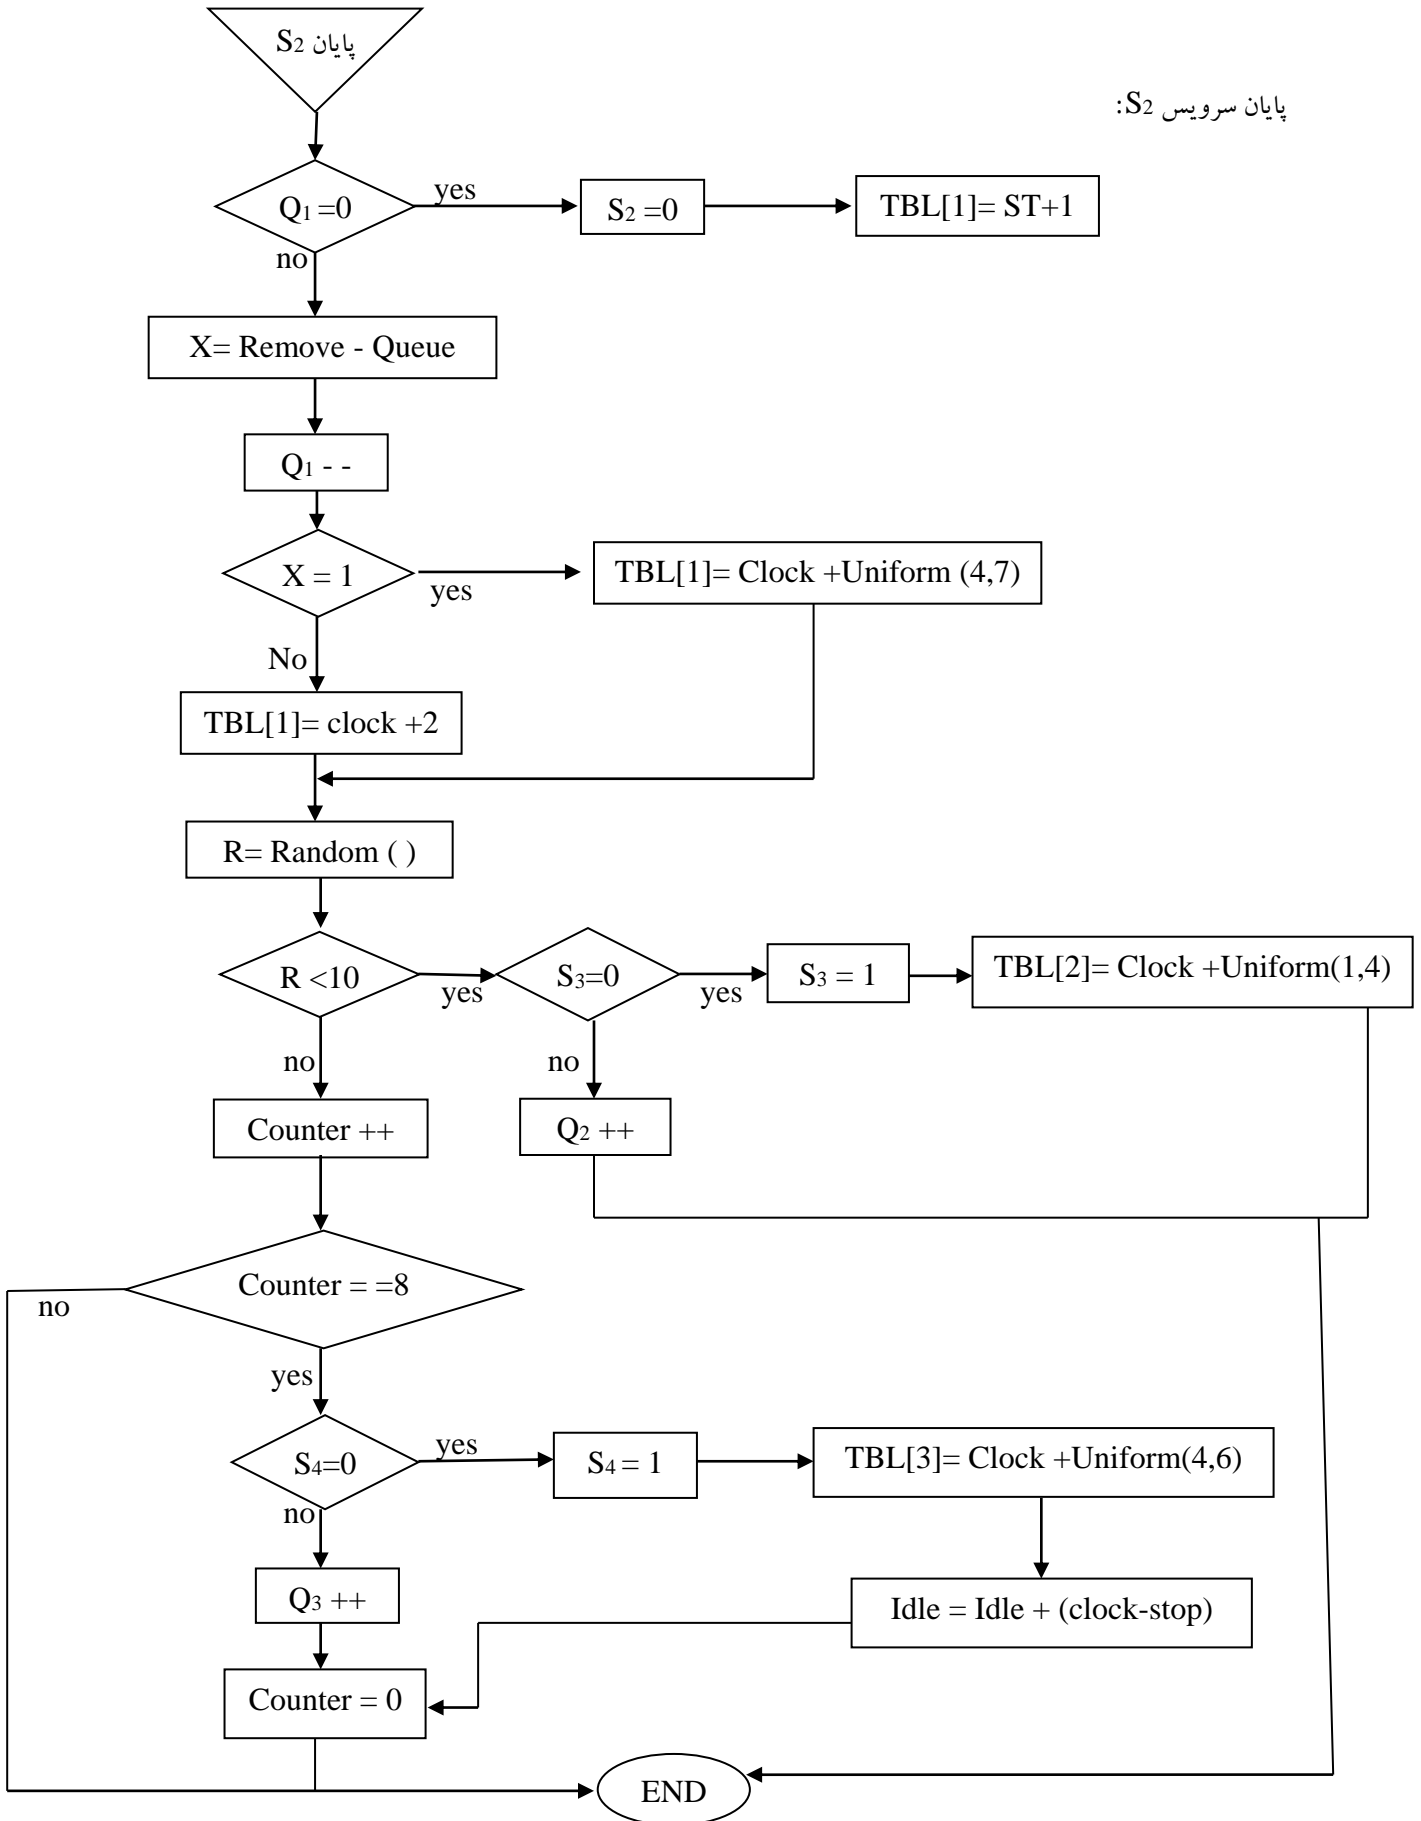 پایان S2
پایان سرویس S2:
Q1 =0
yes
S2 =0
TBL[1]= ST+1
no
X= Remove - Queue
Q1 - -
X = 1
yes
TBL[1]= Clock +Uniform (4,7)
No
TBL[1]= clock +2
R= Random ( )
R <10
yes
S3=0
yes
S3 = 1
TBL[2]= Clock +Uniform(1,4)
no
no
Counter ++
Q2 ++
Counter = =8
no
yes
S4=0
yes
S4 = 1
TBL[3]= Clock +Uniform(4,6)
no
Q3 ++
Idle = Idle + (clock-stop)
Counter = 0
END